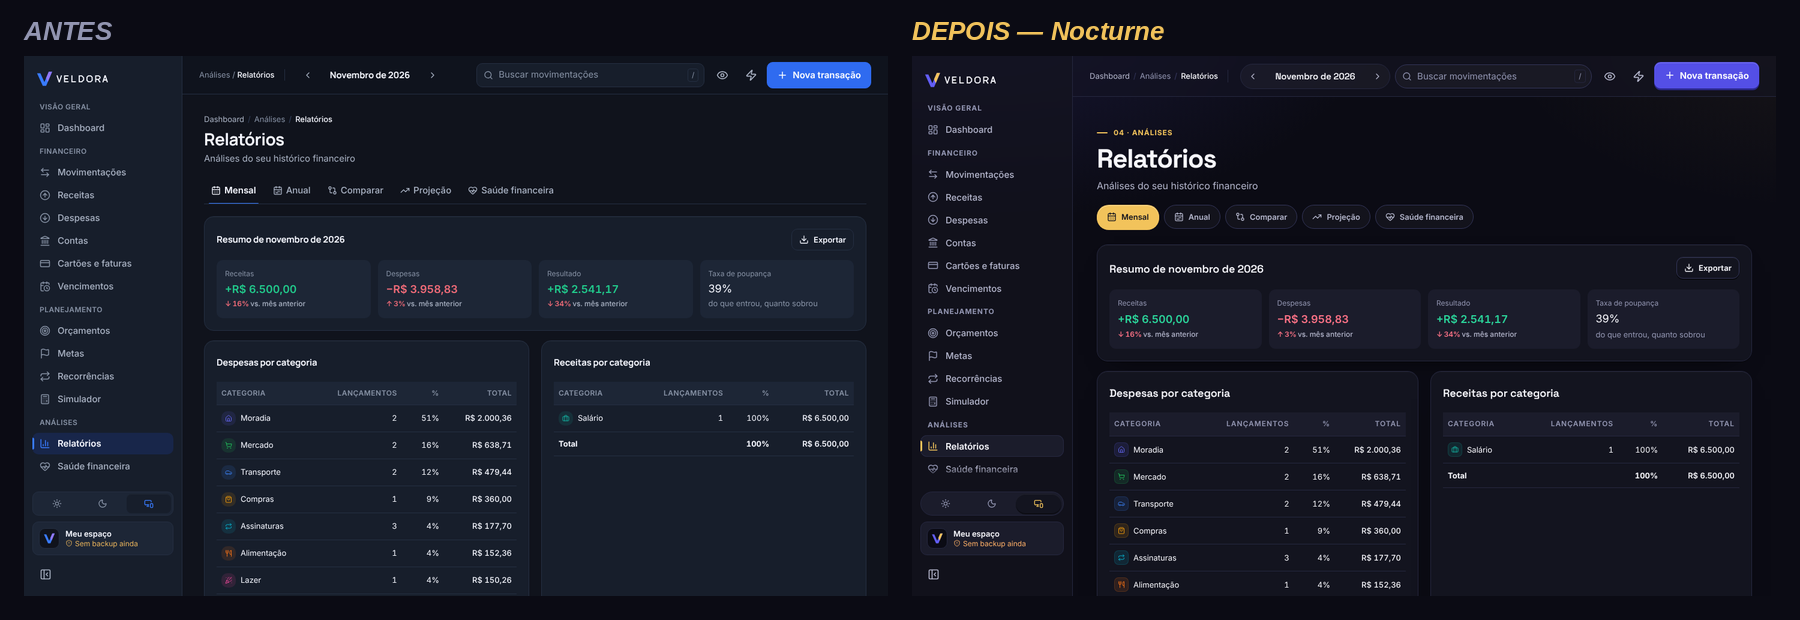 ANTES
VELDORA
VISÃO GERAL
Dashboard
FINANCEIRO
Movimentações
Receitas
Despesas
Contas
Cartões e faturas
Vencimentos
PLANEJAMENTO
Orçamentos
Metas
Recorrências
Simulador
ANÁLISES
Relatórios
Saúde financeira
Meu espaço
Sem backup ainda
Análises / Relatórios
Novembro de 2026
Buscar movimentações /
+ Nova transação
Dashboard / Análises / Relatórios
Relatórios
Análises do seu histórico financeiro
Mensal Anual Comparar Projeção Saúde financeira
Resumo de novembro de 2026 Exportar
Receitas Despesas Resultado Taxa de poupança
+R$ 6.500,00 −R$ 3.958,83 +R$ 2.541,17 39%
↓ 16% vs. mês anterior ↑ 3% vs. mês anterior ↓ 34% vs. mês anterior do que entrou, quanto sobrou
Despesas por categoria
CATEGORIA LANÇAMENTOS % TOTAL
Moradia 2 51% R$ 2.000,36
Mercado 2 16% R$ 638,71
Transporte 2 12% R$ 479,44
Compras 1 9% R$ 360,00
Assinaturas 3 4% R$ 177,70
Alimentação 1 4% R$ 152,36
Lazer 1 4% R$ 150,26
Receitas por categoria
CATEGORIA LANÇAMENTOS % TOTAL
Salário 1 100% R$ 6.500,00
Total 100% R$ 6.500,00
DEPOIS — Nocturne
VELDORA
VISÃO GERAL
Dashboard
FINANCEIRO
Movimentações
Receitas
Despesas
Contas
Cartões e faturas
Vencimentos
PLANEJAMENTO
Orçamentos
Metas
Recorrências
Simulador
ANÁLISES
Relatórios
Saúde financeira
Meu espaço
Sem backup ainda
Dashboard / Análises / Relatórios
Novembro de 2026
Buscar movimentações /
+ Nova transação
04 · ANÁLISES
Relatórios
Análises do seu histórico financeiro
Mensal Anual Comparar Projeção Saúde financeira
Resumo de novembro de 2026 Exportar
Receitas Despesas Resultado Taxa de poupança
+R$ 6.500,00 −R$ 3.958,83 +R$ 2.541,17 39%
↓ 16% vs. mês anterior ↑ 3% vs. mês anterior ↓ 34% vs. mês anterior do que entrou, quanto sobrou
Despesas por categoria
CATEGORIA LANÇAMENTOS % TOTAL
Moradia 2 51% R$ 2.000,36
Mercado 2 16% R$ 638,71
Transporte 2 12% R$ 479,44
Compras 1 9% R$ 360,00
Assinaturas 3 4% R$ 177,70
Alimentação 1 4% R$ 152,36
Receitas por categoria
CATEGORIA LANÇAMENTOS % TOTAL
Salário 1 100% R$ 6.500,00
Total 100% R$ 6.500,00